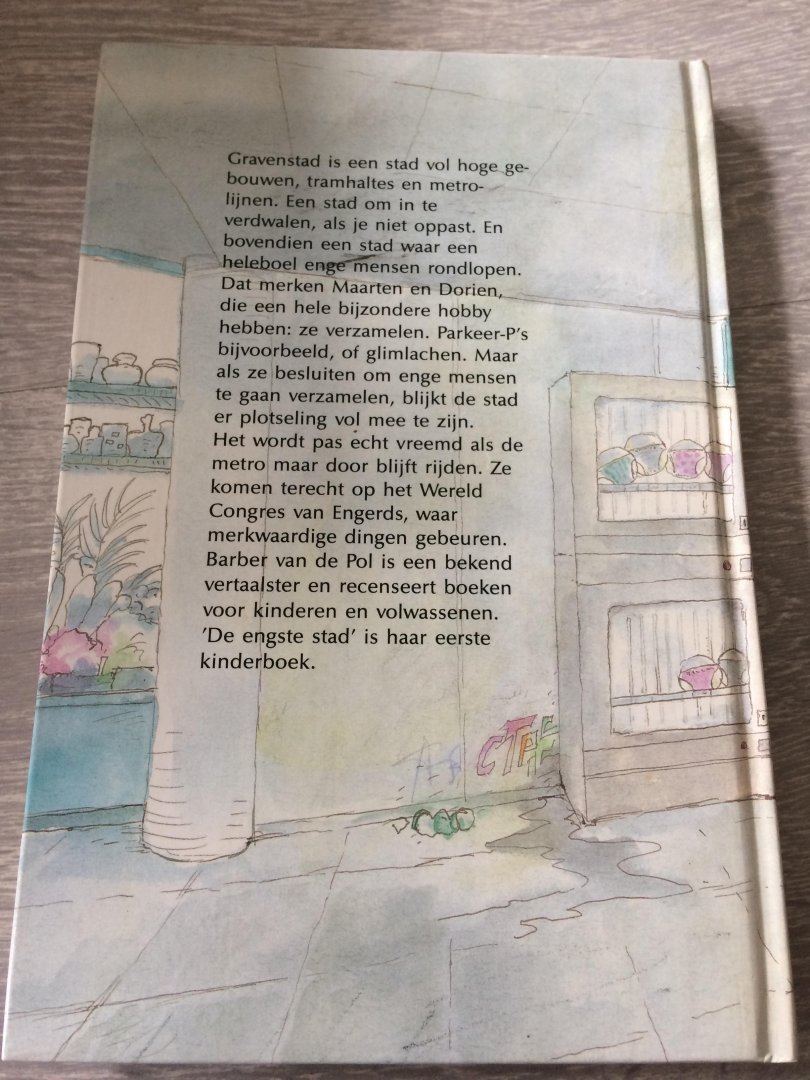 Gravenstad is een stad vol hoge ge-
bouwen, tramhaltes en metro-
lijnen. Een stad om in te
verdwalen, als je niet oppast. En
bovendien een stad waar een
heleboel enge mensen rondlopen.
Dat merken Maarten en Dorien,
die een hele bijzondere hobby
hebben: ze verzamelen. Parkeer-P's
bijvoorbeeld, of glimlachen. Maar
als ze besluiten om enge mensen
te gaan verzamelen, blijkt de stad
er plotseling vol mee te zijn.
Het wordt pas echt vreemd als de
metro maar door blijft rijden. Ze
komen terecht op het Wereld
Congres van Engerds, waar
merkwaardige dingen gebeuren.
Barber van de Pol is een bekend
vertaalster en recenseert boeken
voor kinderen en volwassenen.
'De engste stad' is haar eerste
kinderboek.